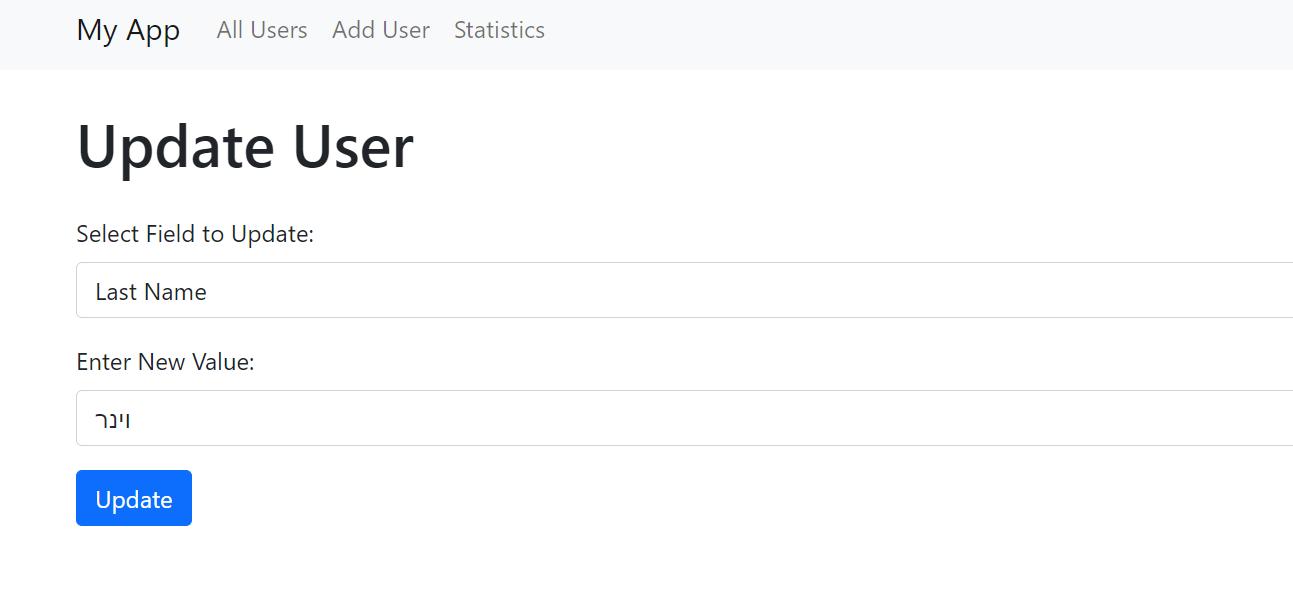 My App All Users Add User Statistics
Update User
Select Field to Update:
Last Name
Enter New Value:
וינר
Update